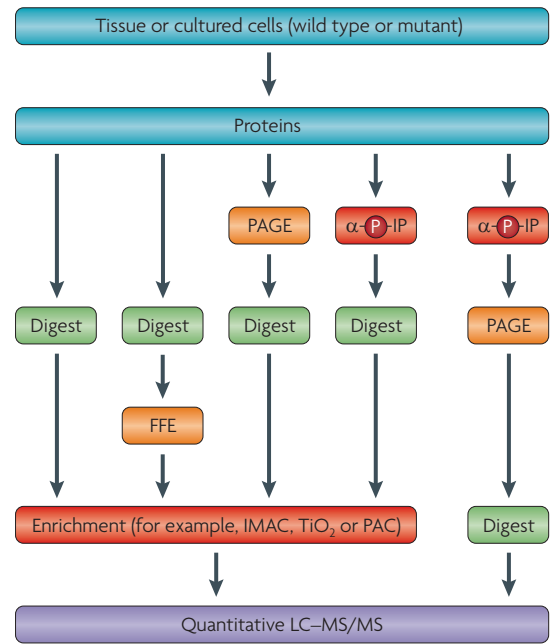 Tissue or cultured cells (wild type or mutant)
Proteins
PAGE
α-P-IP
α-P-IP
Digest
Digest
Digest
Digest
PAGE
FFE
Enrichment (for example, IMAC, TiO₂ or PAC)
Digest
Quantitative LC–MS/MS